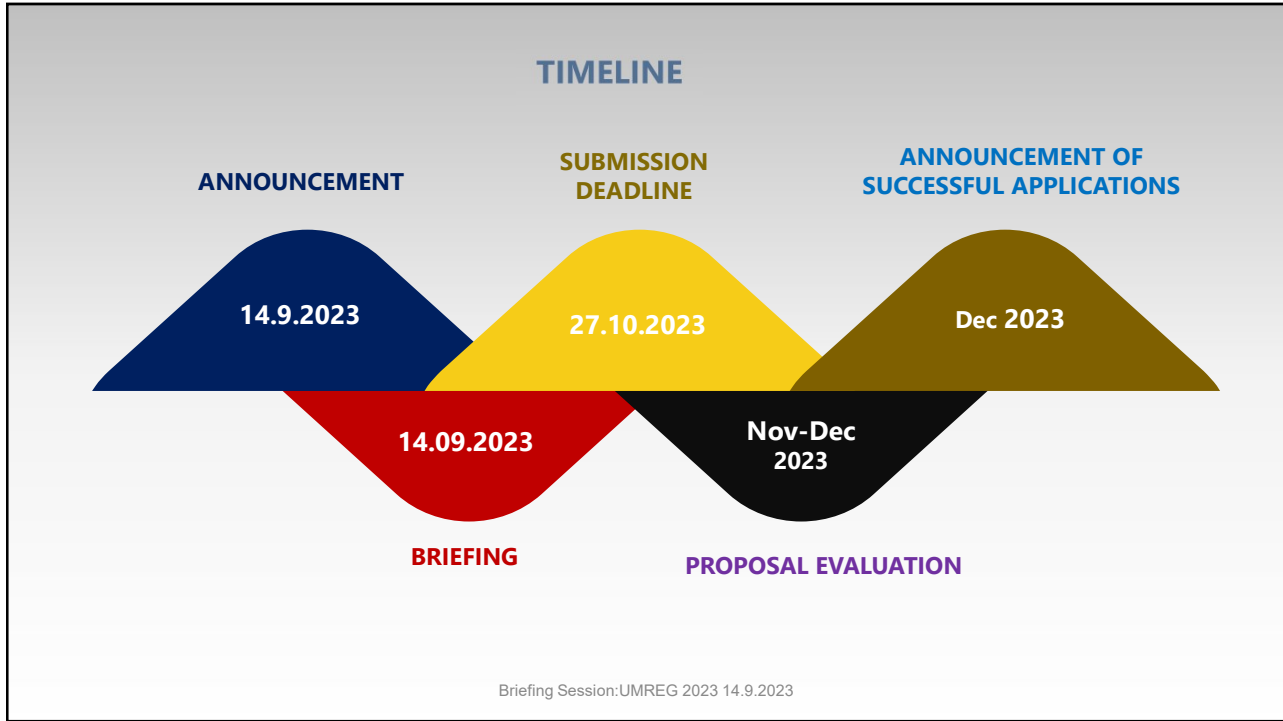 TIMELINE
ANNOUNCEMENT
SUBMISSION
DEADLINE
ANNOUNCEMENT OF
SUCCESSFUL APPLICATIONS
14.9.2023
27.10.2023
Dec 2023
14.09.2023
Nov-Dec
2023
BRIEFING
PROPOSAL EVALUATION
Briefing Session:UMREG 2023 14.9.2023